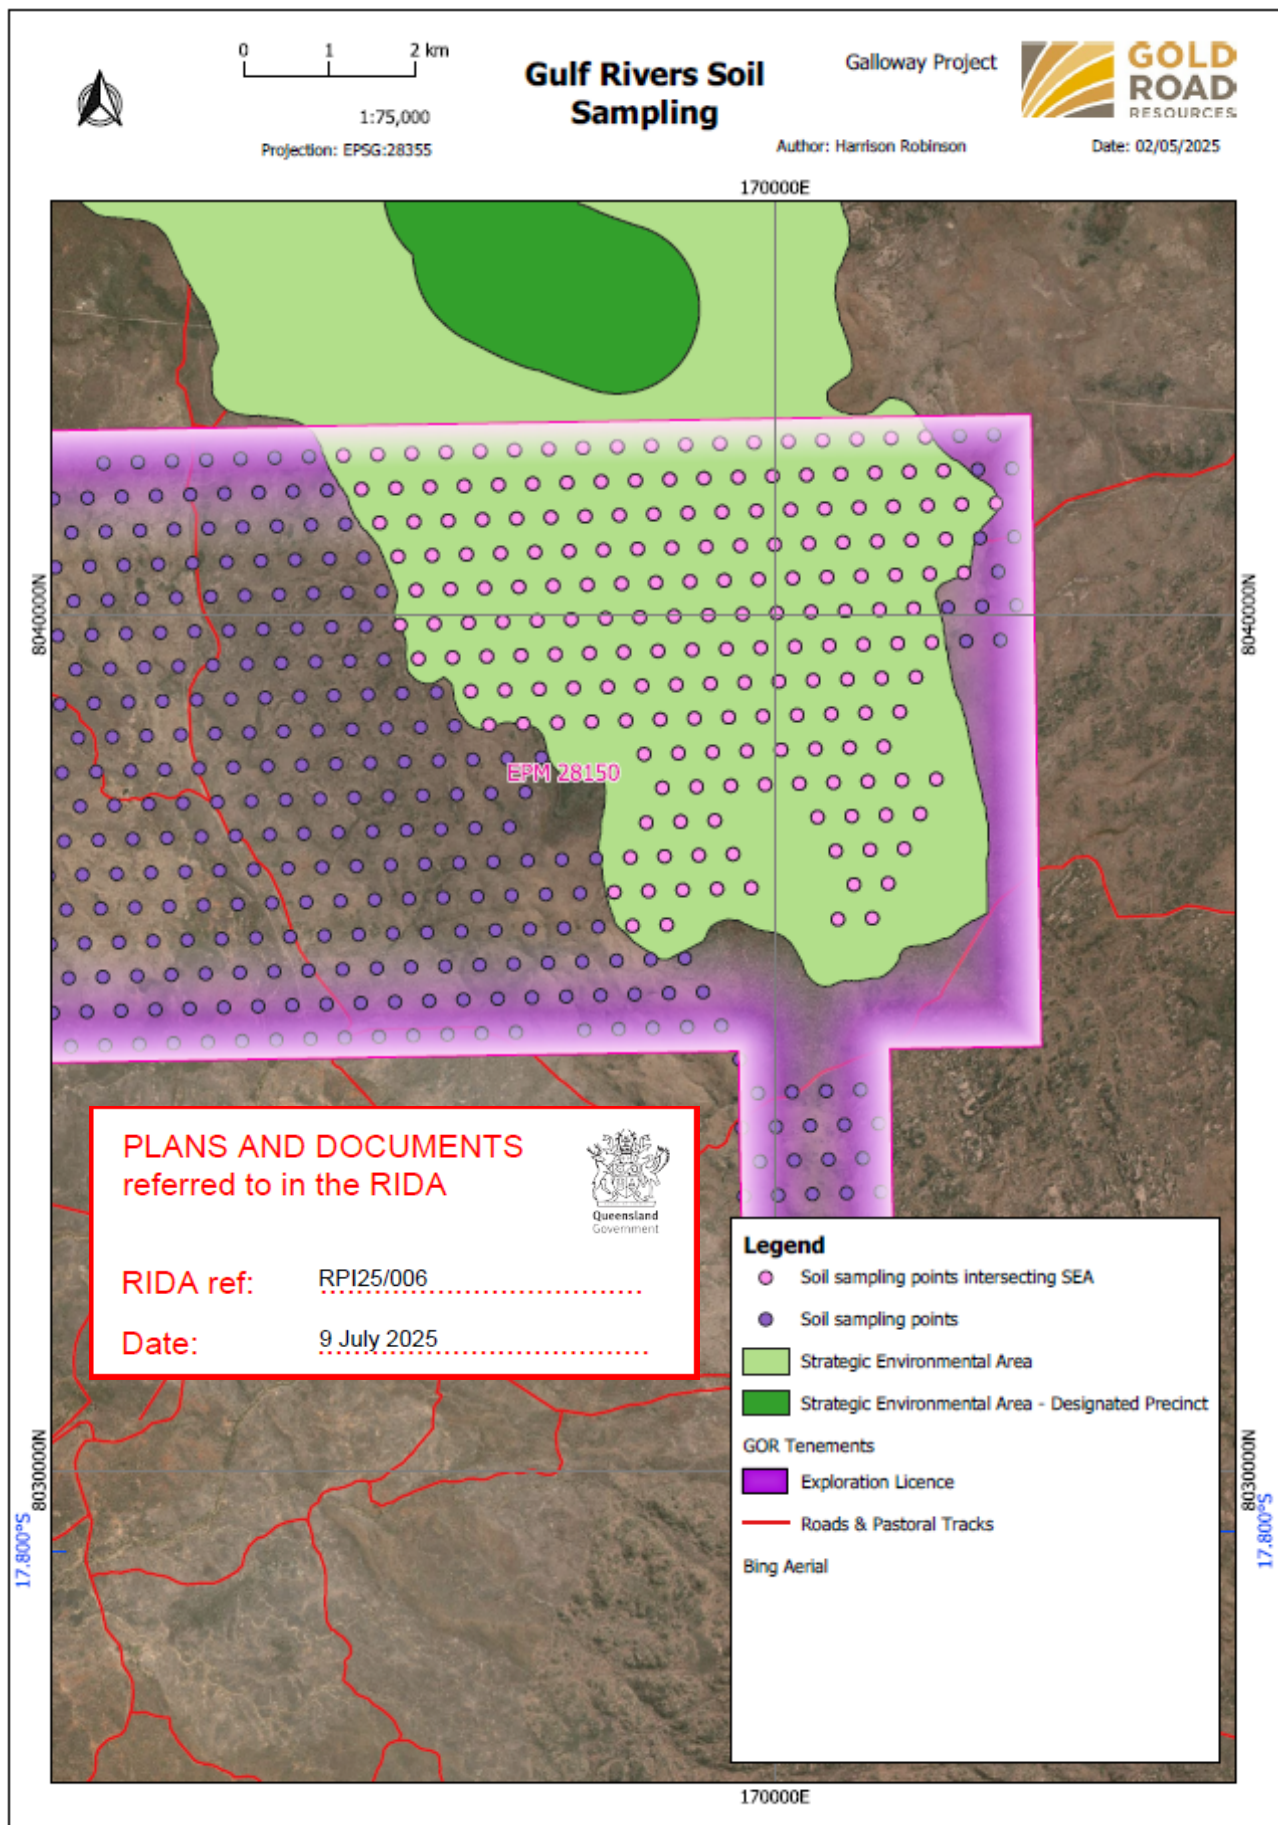 0 1 2 km
1:75,000
Projection: EPSG:28355
Gulf Rivers Soil
Sampling
Galloway Project
GOLD
ROAD
RESOURCES
Author: Harrison Robinson
Date: 02/05/2025
170000E
8040000N
8040000N
EPM 28150
PLANS AND DOCUMENTS
referred to in the RIDA
Queensland
Government
RIDA ref: RPI25/006
Date: 9 July 2025
Legend
Soil sampling points intersecting SEA
Soil sampling points
Strategic Environmental Area
Strategic Environmental Area - Designated Precinct
GOR Tenements
Exploration Licence
Roads & Pastoral Tracks
Bing Aerial
8030000N
8030000N
17.800°S
17.800°S
170000E